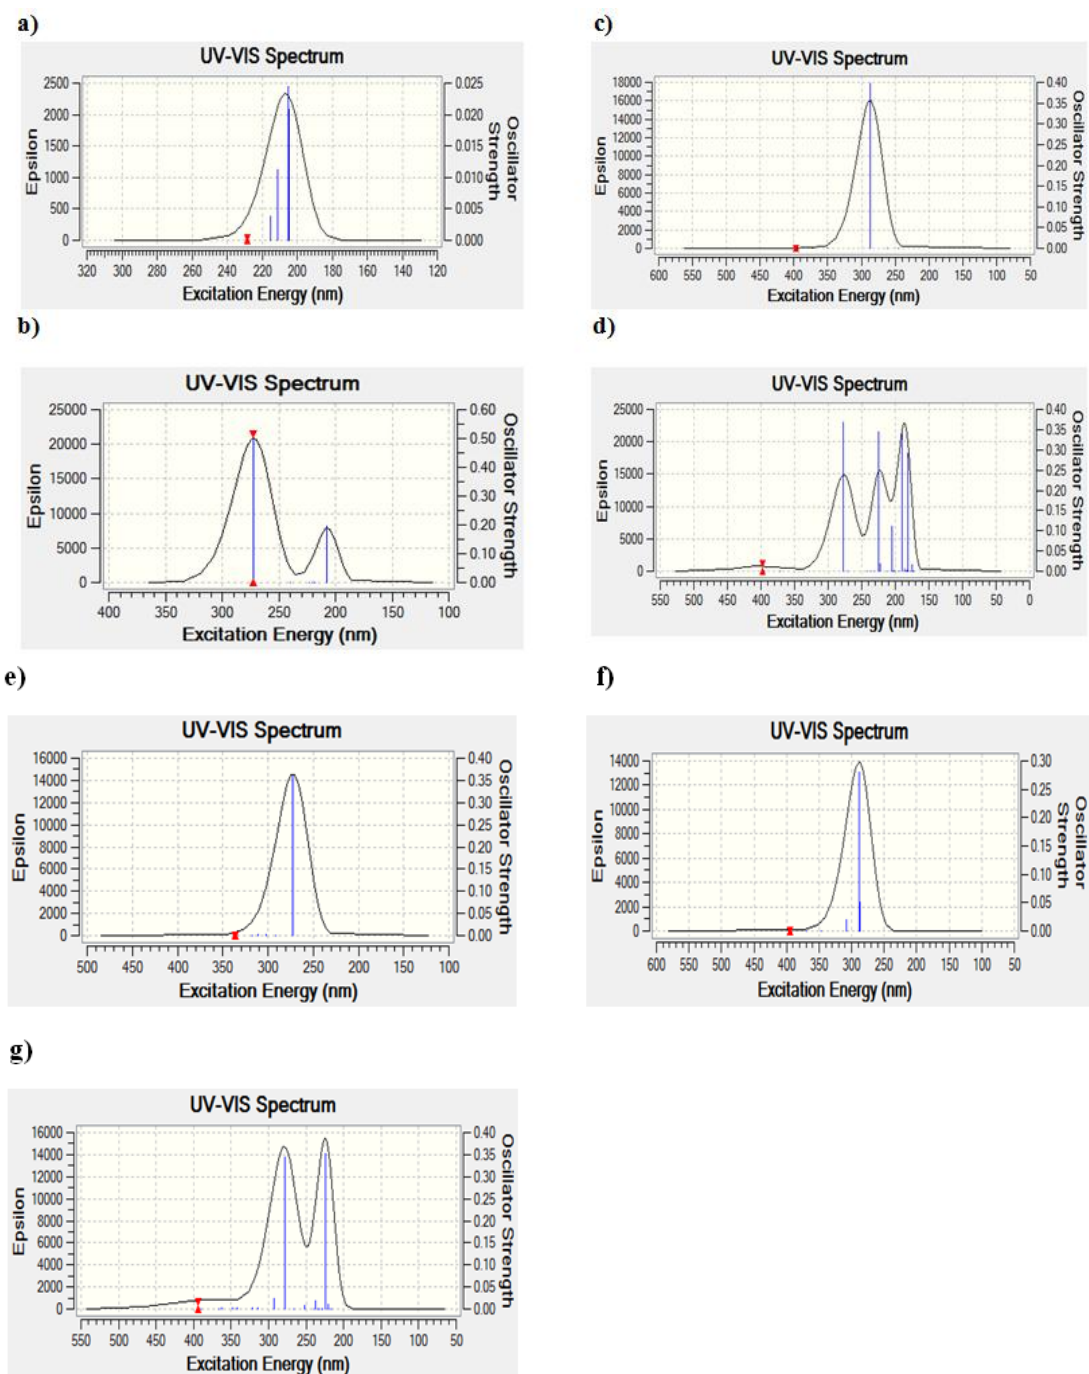 a)
UV-VIS Spectrum
Epsilon
2500
2000
1500
1000
500
0
0.025
0.020
0.015
0.010
0.005
0.000
Oscillator
Strength
320 300 280 260 240 220 200 180 160 140 120
Excitation Energy (nm)
c)
UV-VIS Spectrum
Epsilon
18000
16000
14000
12000
10000
8000
6000
4000
2000
0
0.40
0.35
0.30
0.25
0.20
0.15
0.10
0.05
0.00
Oscillator Strength
600 550 500 450 400 350 300 250 200 150 100 50
Excitation Energy (nm)
b)
UV-VIS Spectrum
Epsilon
25000
20000
15000
10000
5000
0
0.60
0.50
0.40
0.30
0.20
0.10
0.00
Oscillator Strength
400 350 300 250 200 150 100
Excitation Energy (nm)
d)
UV-VIS Spectrum
Epsilon
25000
20000
15000
10000
5000
0
0.40
0.35
0.30
0.25
0.20
0.15
0.10
0.05
0.00
Oscillator Strength
550 500 450 400 350 300 250 200 150 100 50 0
Excitation Energy (nm)
e)
UV-VIS Spectrum
Epsilon
16000
14000
12000
10000
8000
6000
4000
2000
0
0.40
0.35
0.30
0.25
0.20
0.15
0.10
0.05
0.00
Oscillator Strength
500 450 400 350 300 250 200 150 100
Excitation Energy (nm)
f)
UV-VIS Spectrum
Epsilon
14000
12000
10000
8000
6000
4000
2000
0
0.30
0.25
0.20
0.15
0.10
0.05
0.00
Oscillator
Strength
600 550 500 450 400 350 300 250 200 150 100 50
Excitation Energy (nm)
g)
UV-VIS Spectrum
Epsilon
16000
14000
12000
10000
8000
6000
4000
2000
0
0.40
0.35
0.30
0.25
0.20
0.15
0.10
0.05
0.00
Oscillator Strength
550 500 450 400 350 300 250 200 150 100 50
Excitation Energy (nm)